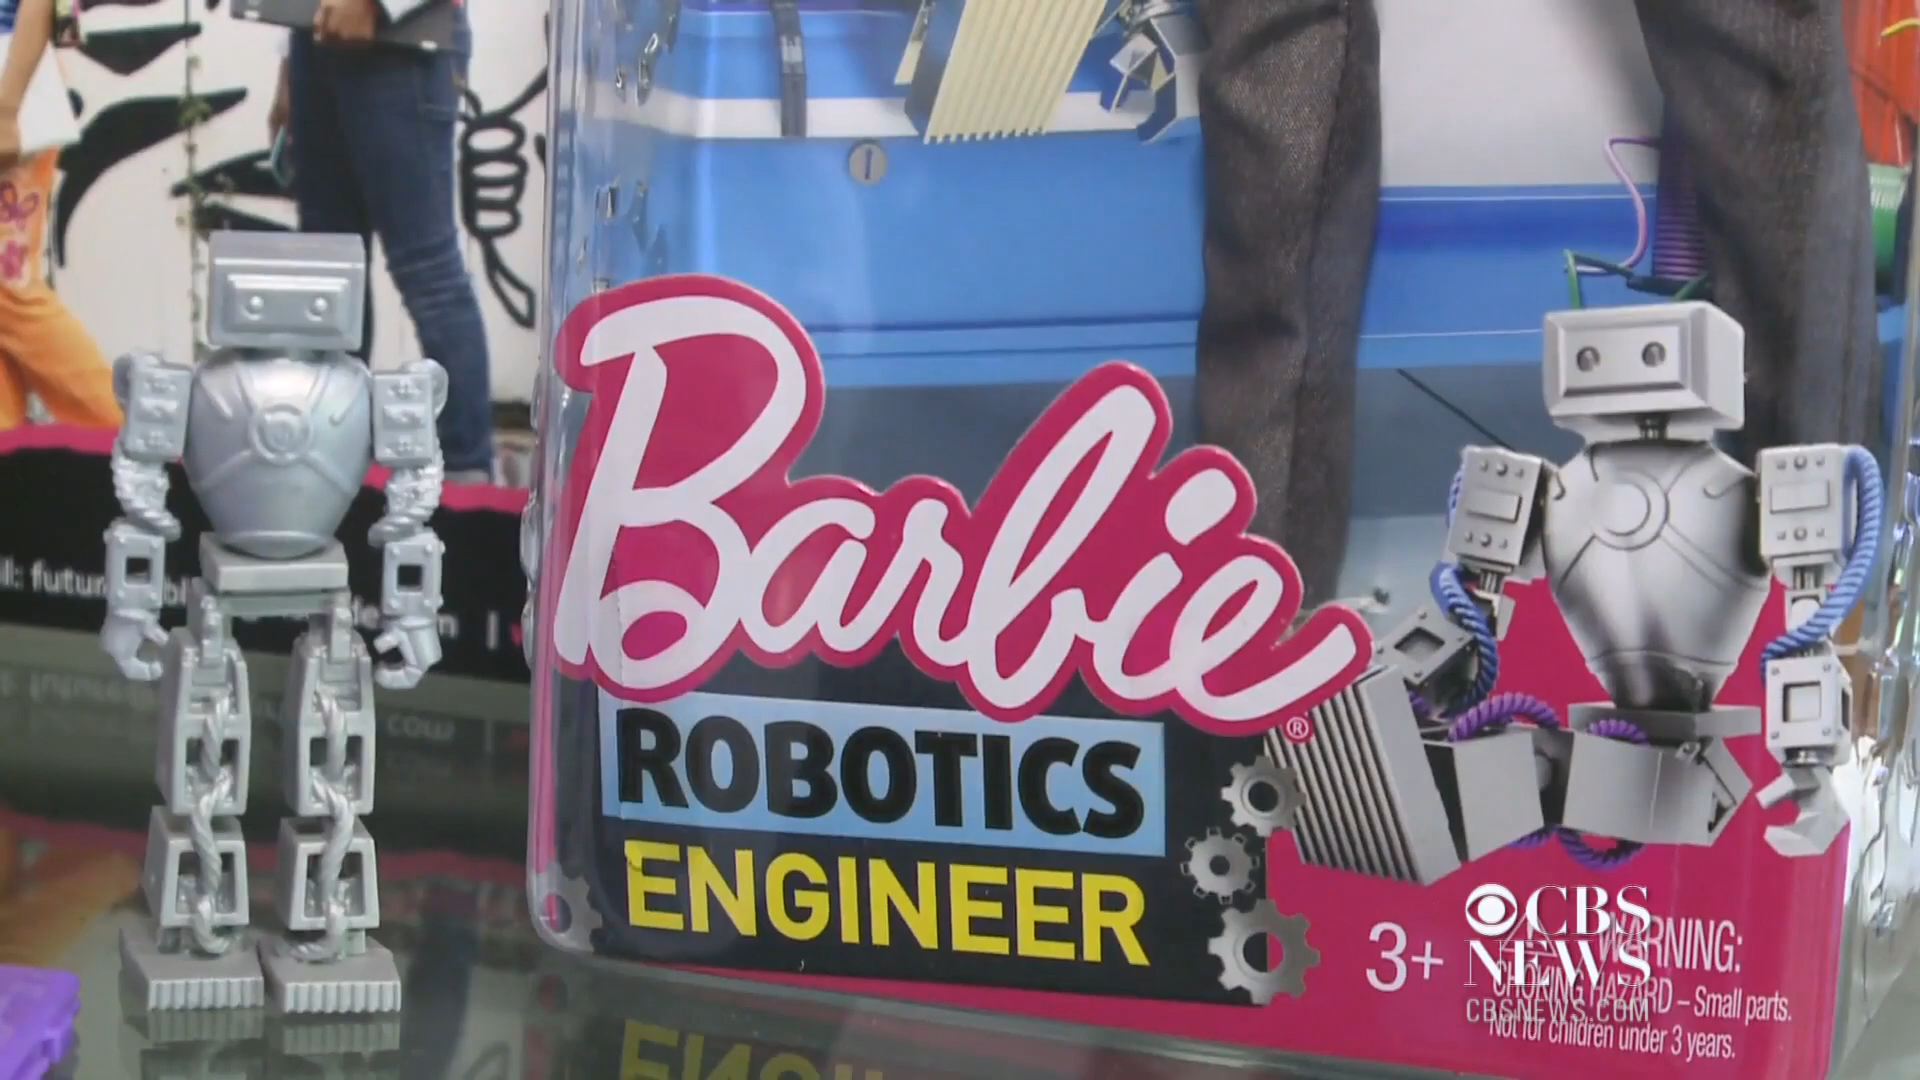 Barbie®
ROBOTICS
ENGINEER
3+
WARNING:
CHOKING HAZARD – Small parts.
Not for children under 3 years.
CBS
NEWS
CBSNEWS.COM